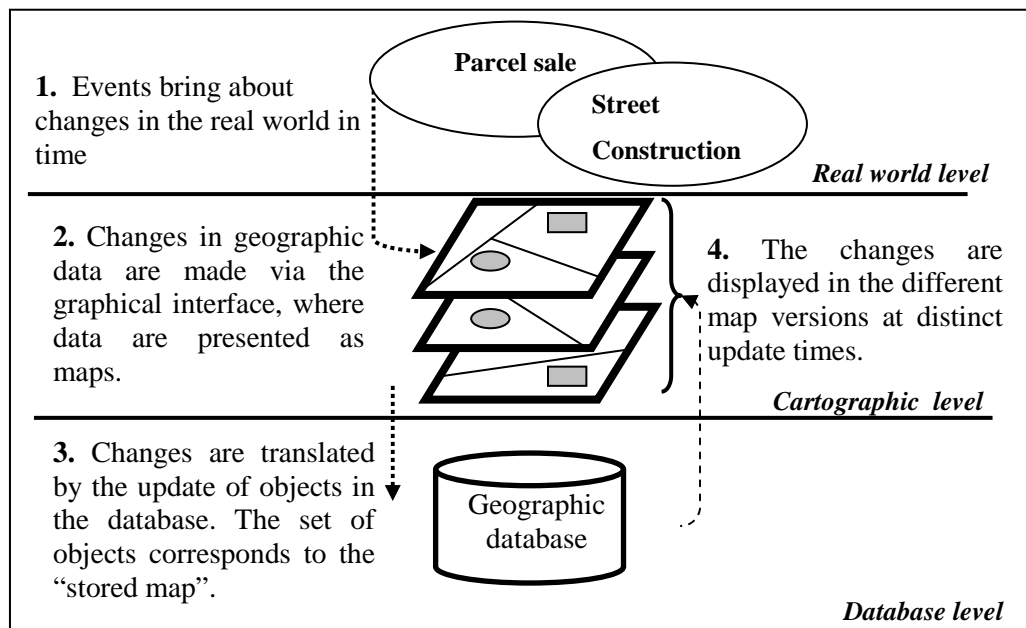 Parcel sale
Street
Construction
1. Events bring about
changes in the real world in
time
Real world level
2. Changes in geographic
data are made via the
graphical interface, where
data are presented as
maps.
4. The changes are
displayed in the different
map versions at distinct
update times.
Cartographic level
3. Changes are translated
by the update of objects in
the database. The set of
objects corresponds to the
“stored map”.
Geographic
database
Database level